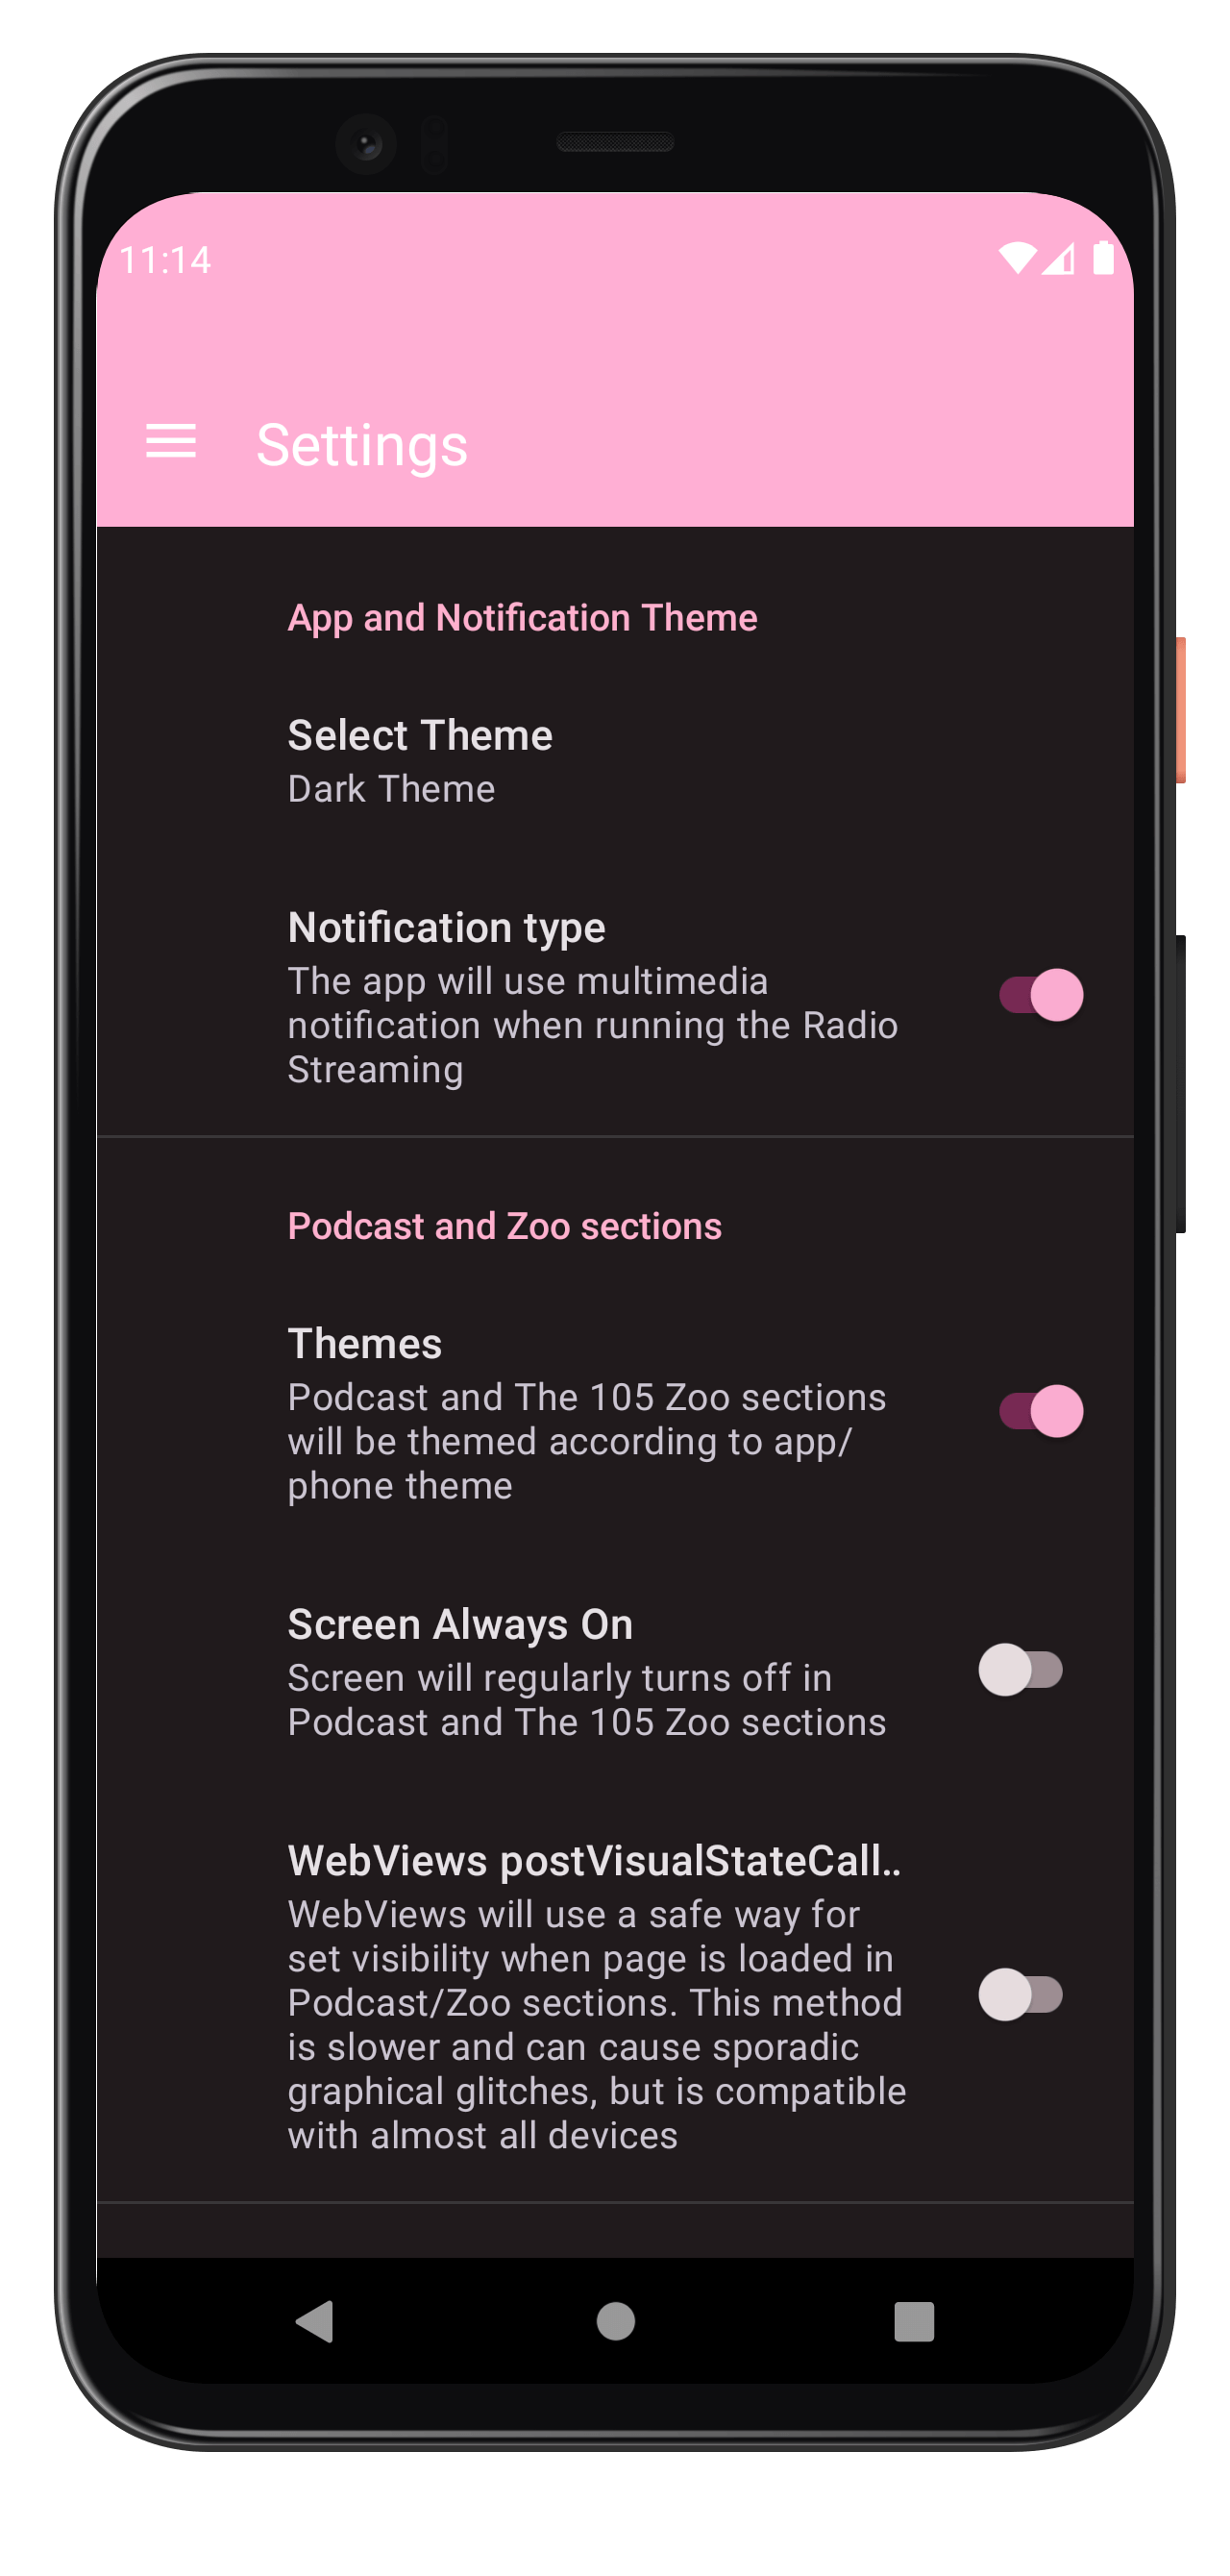 11:14
Settings
App and Notification Theme
Select Theme
Dark Theme
Notification type
The app will use multimedia
notification when running the Radio
Streaming
Podcast and Zoo sections
Themes
Podcast and The 105 Zoo sections
will be themed according to app/
phone theme
Screen Always On
Screen will regularly turns off in
Podcast and The 105 Zoo sections
WebViews postVisualStateCall..
WebViews will use a safe way for
set visibility when page is loaded in
Podcast/Zoo sections. This method
is slower and can cause sporadic
graphical glitches, but is compatible
with almost all devices